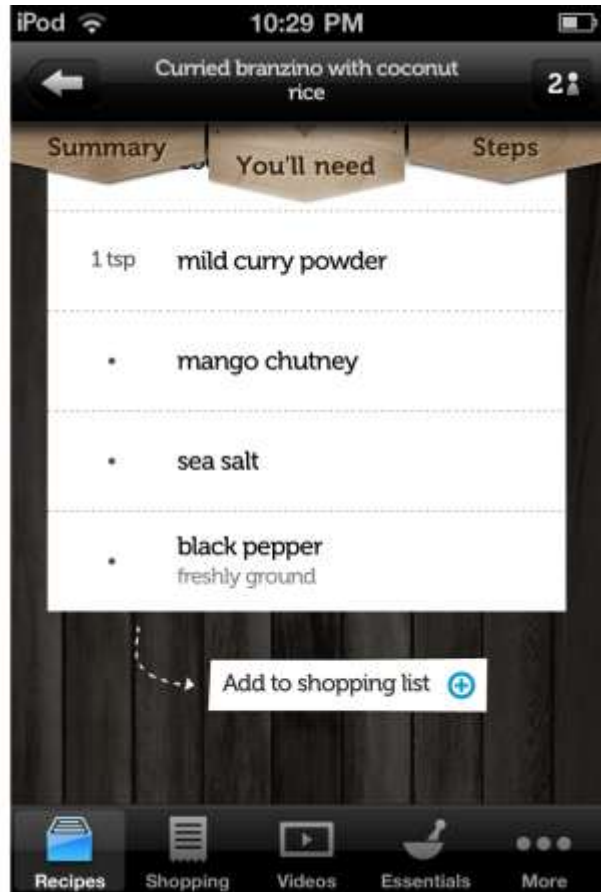 iPod 10:29 PM
Curried branzino with coconut
rice
2
Summary You'll need Steps
1 tsp mild curry powder
• mango chutney
• sea salt
• black pepper
freshly ground
Add to shopping list
Recipes Shopping Videos Essentials More